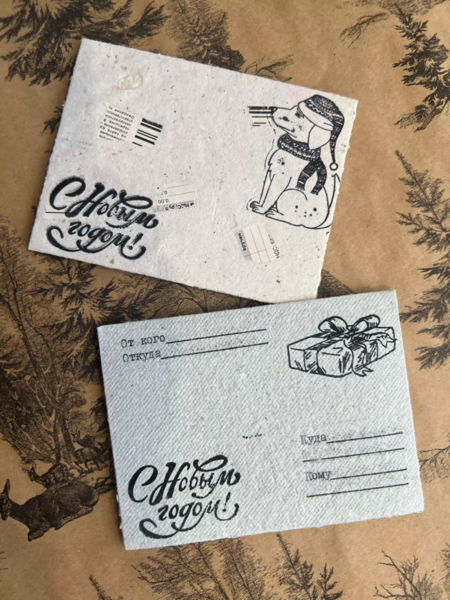 С Новым
годом!
От кого
Откуда
Куда
Кому
С Новым
годом!